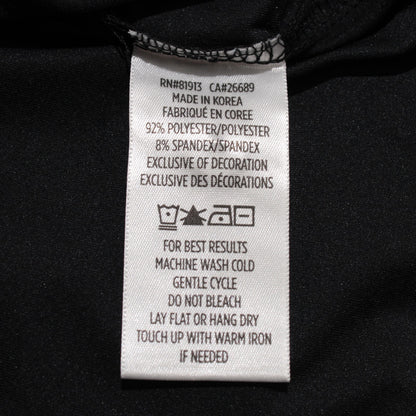 RN#81913 CA#26689
MADE IN KOREA
FABRIQUÉ EN COREE
92% POLYESTER/POLYESTER
8% SPANDEX/SPANDEX
EXCLUSIVE OF DECORATION
EXCLUSIVE DES DÉCORATIONS
FOR BEST RESULTS
MACHINE WASH COLD
GENTLE CYCLE
DO NOT BLEACH
LAY FLAT OR HANG DRY
TOUCH UP WITH WARM IRON
IF NEEDED